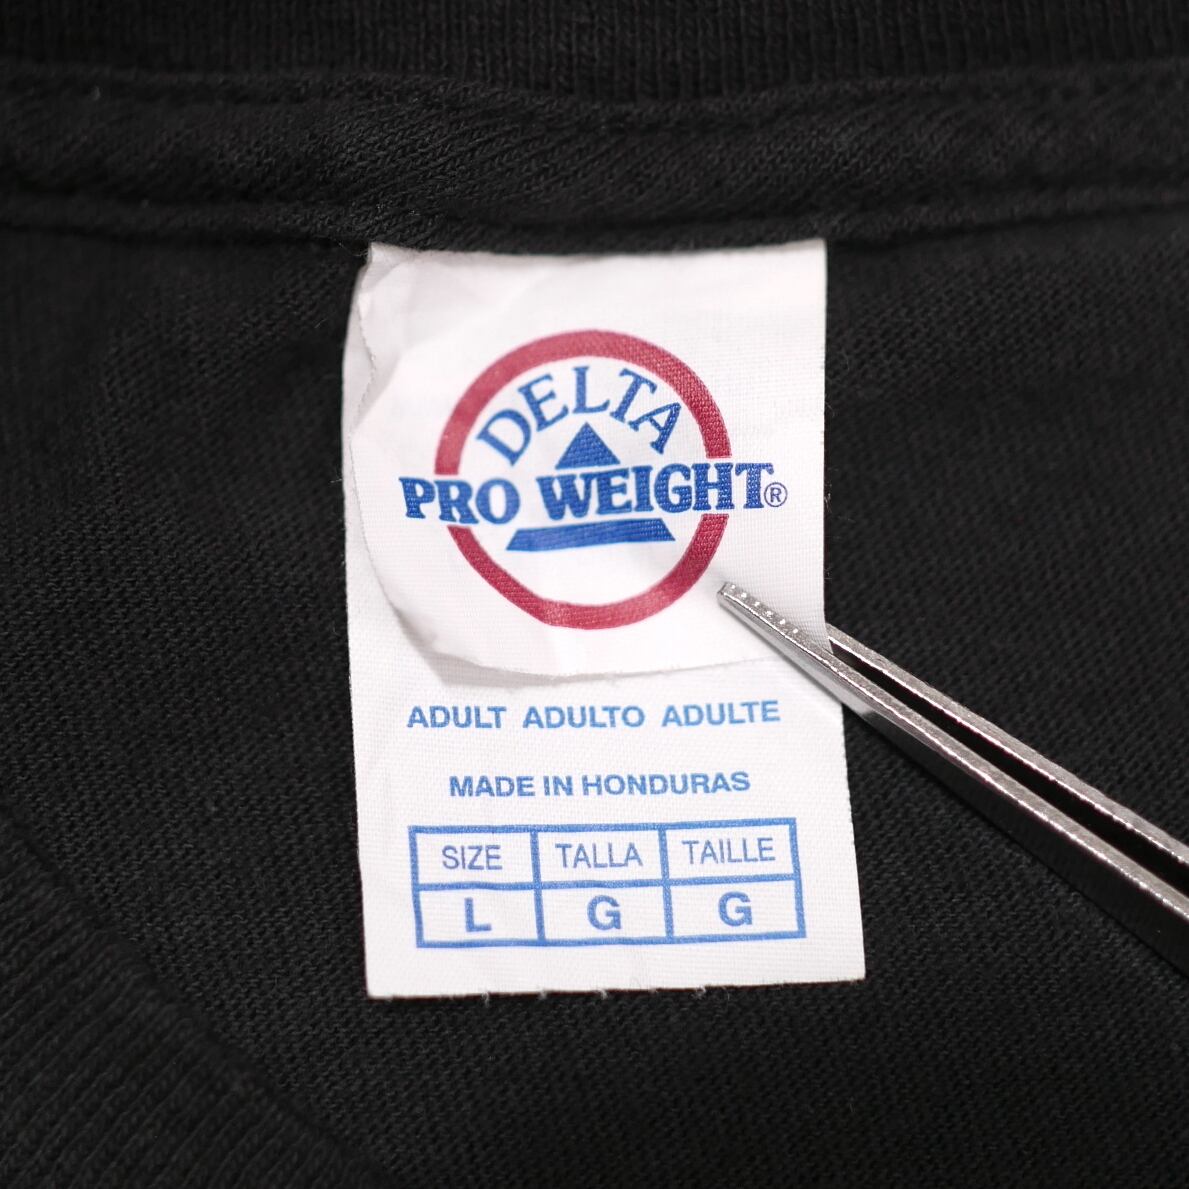 DELTA
PRO WEIGHT®
ADULT ADULTO ADULTE
MADE IN HONDURAS
SIZE TALLA TAILLE
L G G